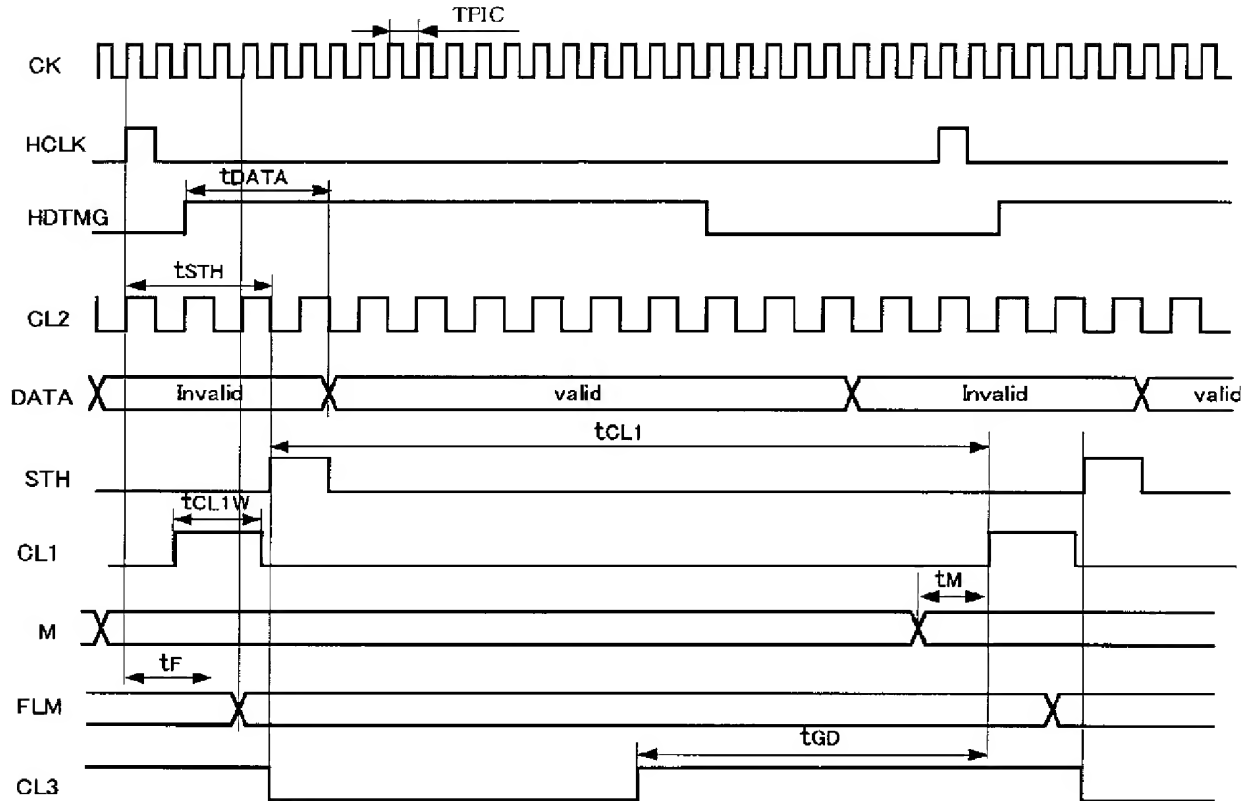 TPIC
CK
HCLK
tDATA
HDTMG
tSTH
CL2
DATA Invalid valid Invalid valid
tCL1
STH
tCL1W
CL1
tM
M
tF
FLM
tGD
CL3